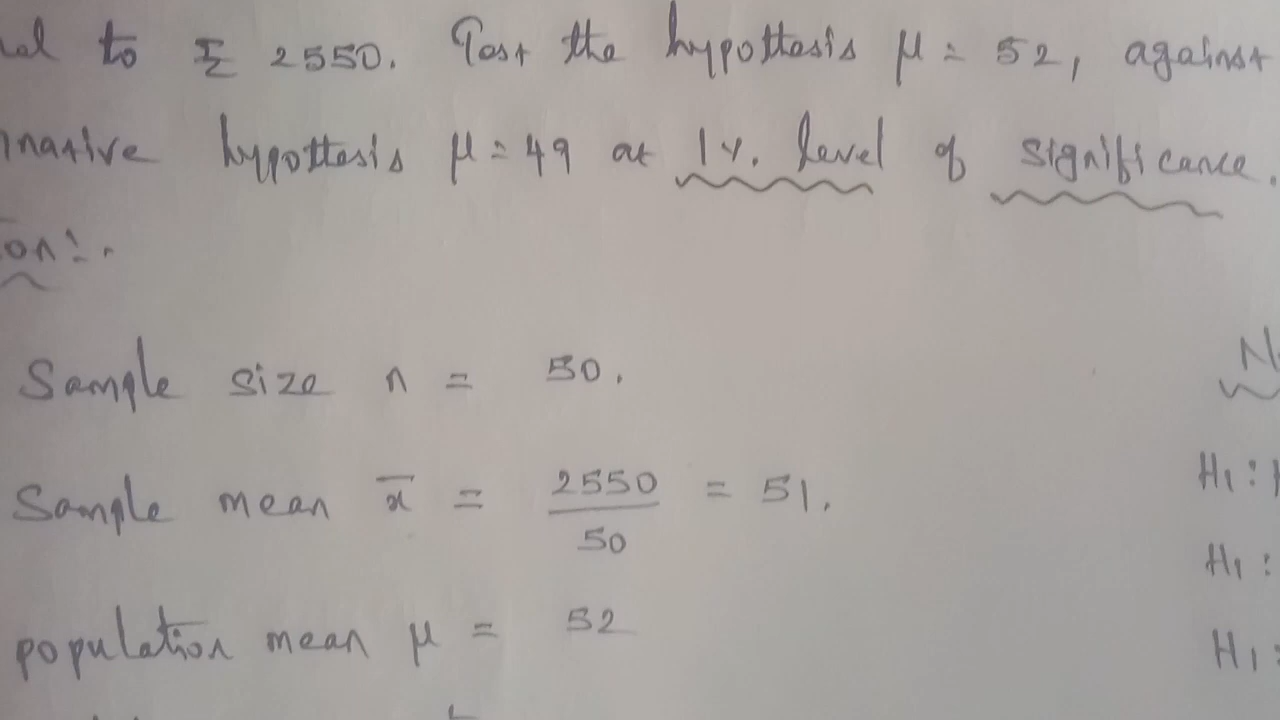 to Σ 2550. Test the hypothesis μ = 52, against
hypothesis μ = 49 at 1%. level of significance.
on:.
Sample size n = 50.
Sample mean x̄ = 2550/50 = 51.
H1 :
H1 :
population mean μ = 52
H1 :